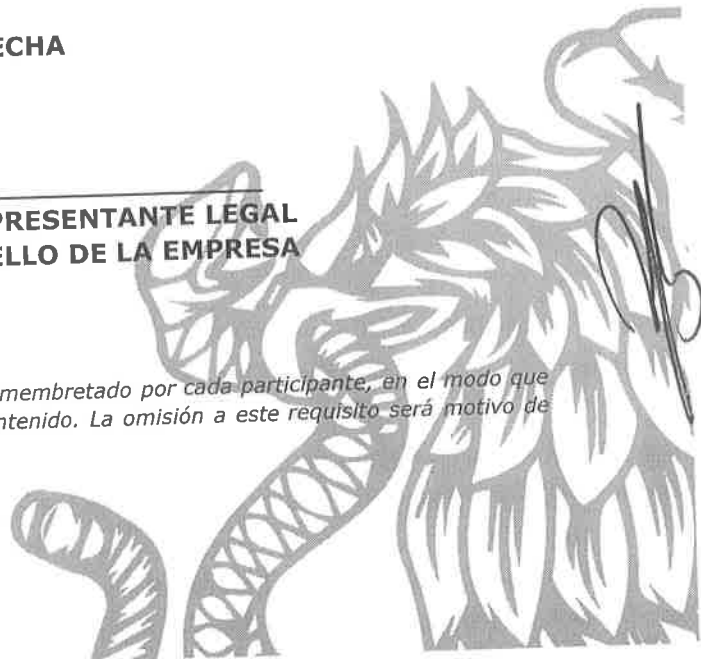 ECHA
PRESENTANTE LEGAL
ELLO DE LA EMPRESA
membretado por cada participante, en el modo que
ntenido. La omisión a este requisito será motivo de